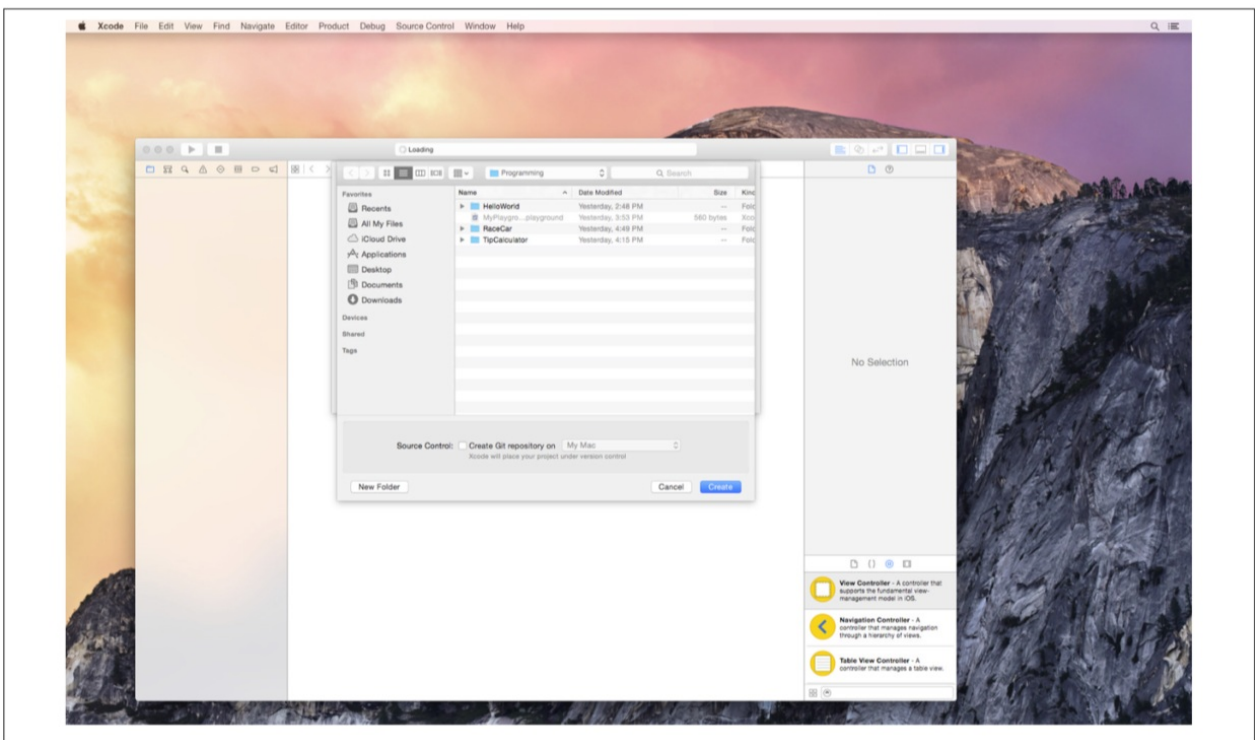 Xcode File Edit View Find Navigate Editor Product Debug Source Control Window Help
Loading
Programming
Search
Favorites
Recents
All My Files
iCloud Drive
Applications
Desktop
Documents
Downloads
Devices
Shared
Tags
Name Date Modified Size Kind
HelloWorld Yesterday, 2:48 PM --
MyPlaygro...playground Yesterday, 3:53 PM 560 bytes
RaceCar Yesterday, 4:49 PM --
TipCalculator Yesterday, 4:15 PM --
Source Control: Create Git repository on My Mac
Xcode will place your project under version control
New Folder Cancel Create
No Selection
View Controller - A controller that
supports the fundamental view-
management model in iOS.
Navigation Controller - A
controller that manages navigation
through a hierarchy of views.
Table View Controller - A
controller that manages a table view.